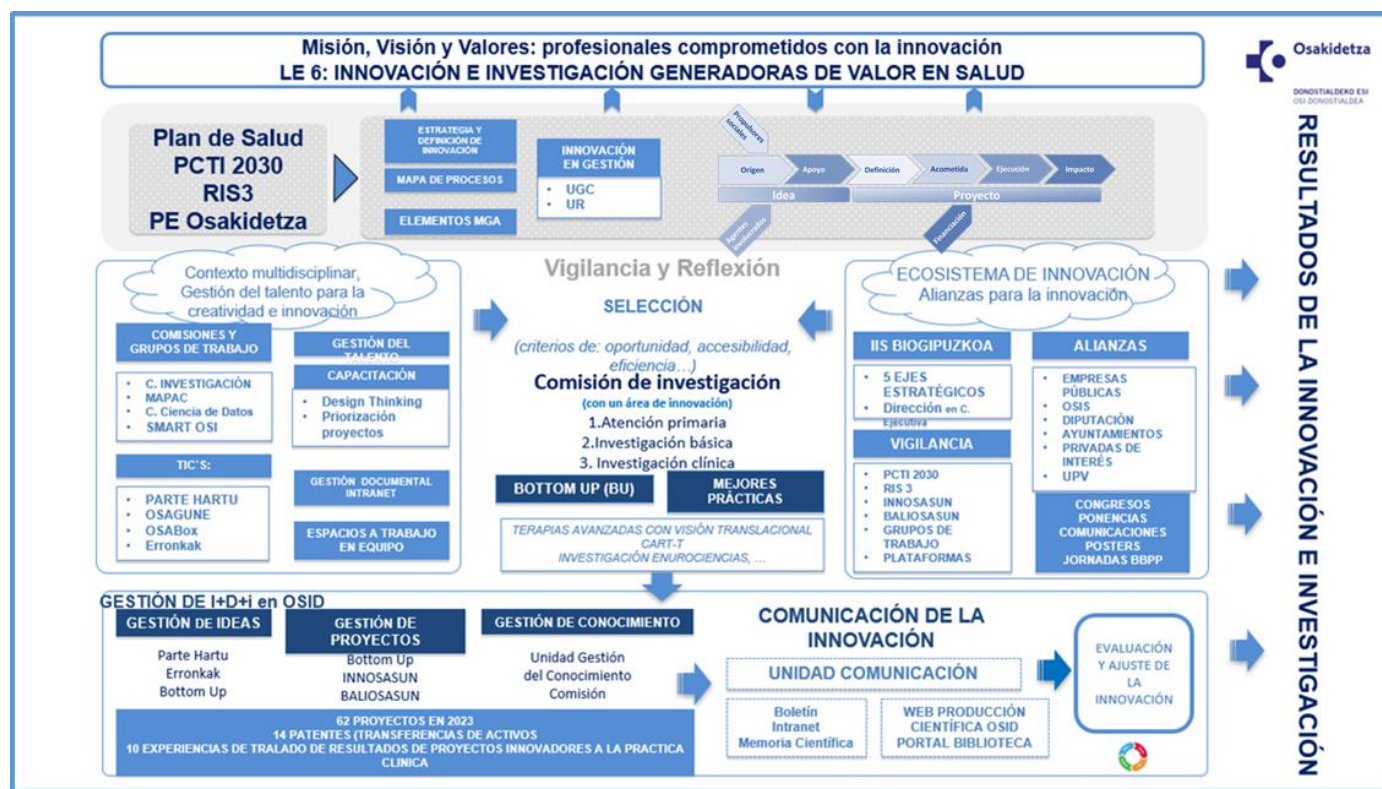 Misión, Visión y Valores: profesionales comprometidos con la innovación
LE 6: INNOVACIÓN E INVESTIGACIÓN GENERADORAS DE VALOR EN SALUD
Osakidetza
DONOSTIALDEKO ESI
OSI DONOSTIALDEA
Plan de Salud
PCTI 2030
RIS3
PE Osakidetza
ESTRATEGIA Y
DEFINICIÓN DE
INNOVACIÓN
MAPA DE PROCESOS
ELEMENTOS MGA
INNOVACIÓN
EN GESTIÓN
• UGC
• UR
Propulsores
sociales
Origen
Apoyo
Definición
Acometida
Ejecución
Impacto
Idea
Proyecto
Agentes
involucrados
Financiación
Contexto multidisciplinar,
Gestión del talento para la
creatividad e innovación
COMISIONES Y
GRUPOS DE TRABAJO
• C. INVESTIGACIÓN
• MAPAC
• C. Ciencia de Datos
• SMART OSI
TIC´S:
• PARTE HARTU
• OSAGUNE
• OSABox
• Erronkak
GESTIÓN DEL
TALENTO
CAPACITACIÓN
• Design Thinking
• Priorización
proyectos
GESTIÓN DOCUMENTAL
INTRANET
ESPACIOS A TRABAJO
EN EQUIPO
Vigilancia y Reflexión
SELECCIÓN
(criterios de: oportunidad, accesibilidad,
eficiencia…)
Comisión de investigación
(con un área de innovación)
1.Atención primaria
2.Investigación básica
3. Investigación clínica
BOTTOM UP (BU)
MEJORES
PRÁCTICAS
TERAPIAS AVANZADAS CON VISIÓN TRANSLACIONAL
CART-T
INVESTIGACIÓN ENUROCIENCIAS, …
ECOSISTEMA DE INNOVACIÓN
Alianzas para la innovación
IIS BIOGIPUZKOA
• 5 EJES
ESTRATÉGICOS
• Dirección en C.
Ejecutiva
VIGILANCIA
• PCTI 2030
• RIS 3
• INNOSASUN
• BALIOSASUN
• GRUPOS DE
TRABAJO
• PLATAFORMAS
ALIANZAS
• EMPRESAS
PÚBLICAS
• OSIS
• DIPUTACIÓN
• AYUNTAMIENTOS
• PRIVADAS DE
INTERÉS
• UPV
CONGRESOS
PONENCIAS
COMUNICACIONES
POSTERS
JORNADAS BBPP
GESTIÓN DE I+D+i en OSID
GESTIÓN DE IDEAS
Parte Hartu
Erronkak
Bottom Up
GESTIÓN DE
PROYECTOS
Bottom Up
INNOSASUN
BALIOSASUN
GESTIÓN DE CONOCIMIENTO
Unidad Gestión
del Conocimiento
Comisión
62 PROYECTOS EN 2023
14 PATENTES (TRANSFERENCIAS DE ACTIVOS
10 EXPERIENCIAS DE TRALADO DE RESULTADOS DE PROYECTOS INNOVADORES A LA PRACTICA
CLINICA
COMUNICACIÓN DE LA
INNOVACIÓN
UNIDAD COMUNICACIÓN
Boletín
Intranet
Memoria Científica
WEB PRODUCCIÓN
CIENTÍFICA OSID
PORTAL BIBLIOTECA
EVALUACIÓN
Y AJUSTE DE
LA
INNOVACIÓN
RESULTADOS DE LA INNOVACIÓN E INVESTIGACIÓN